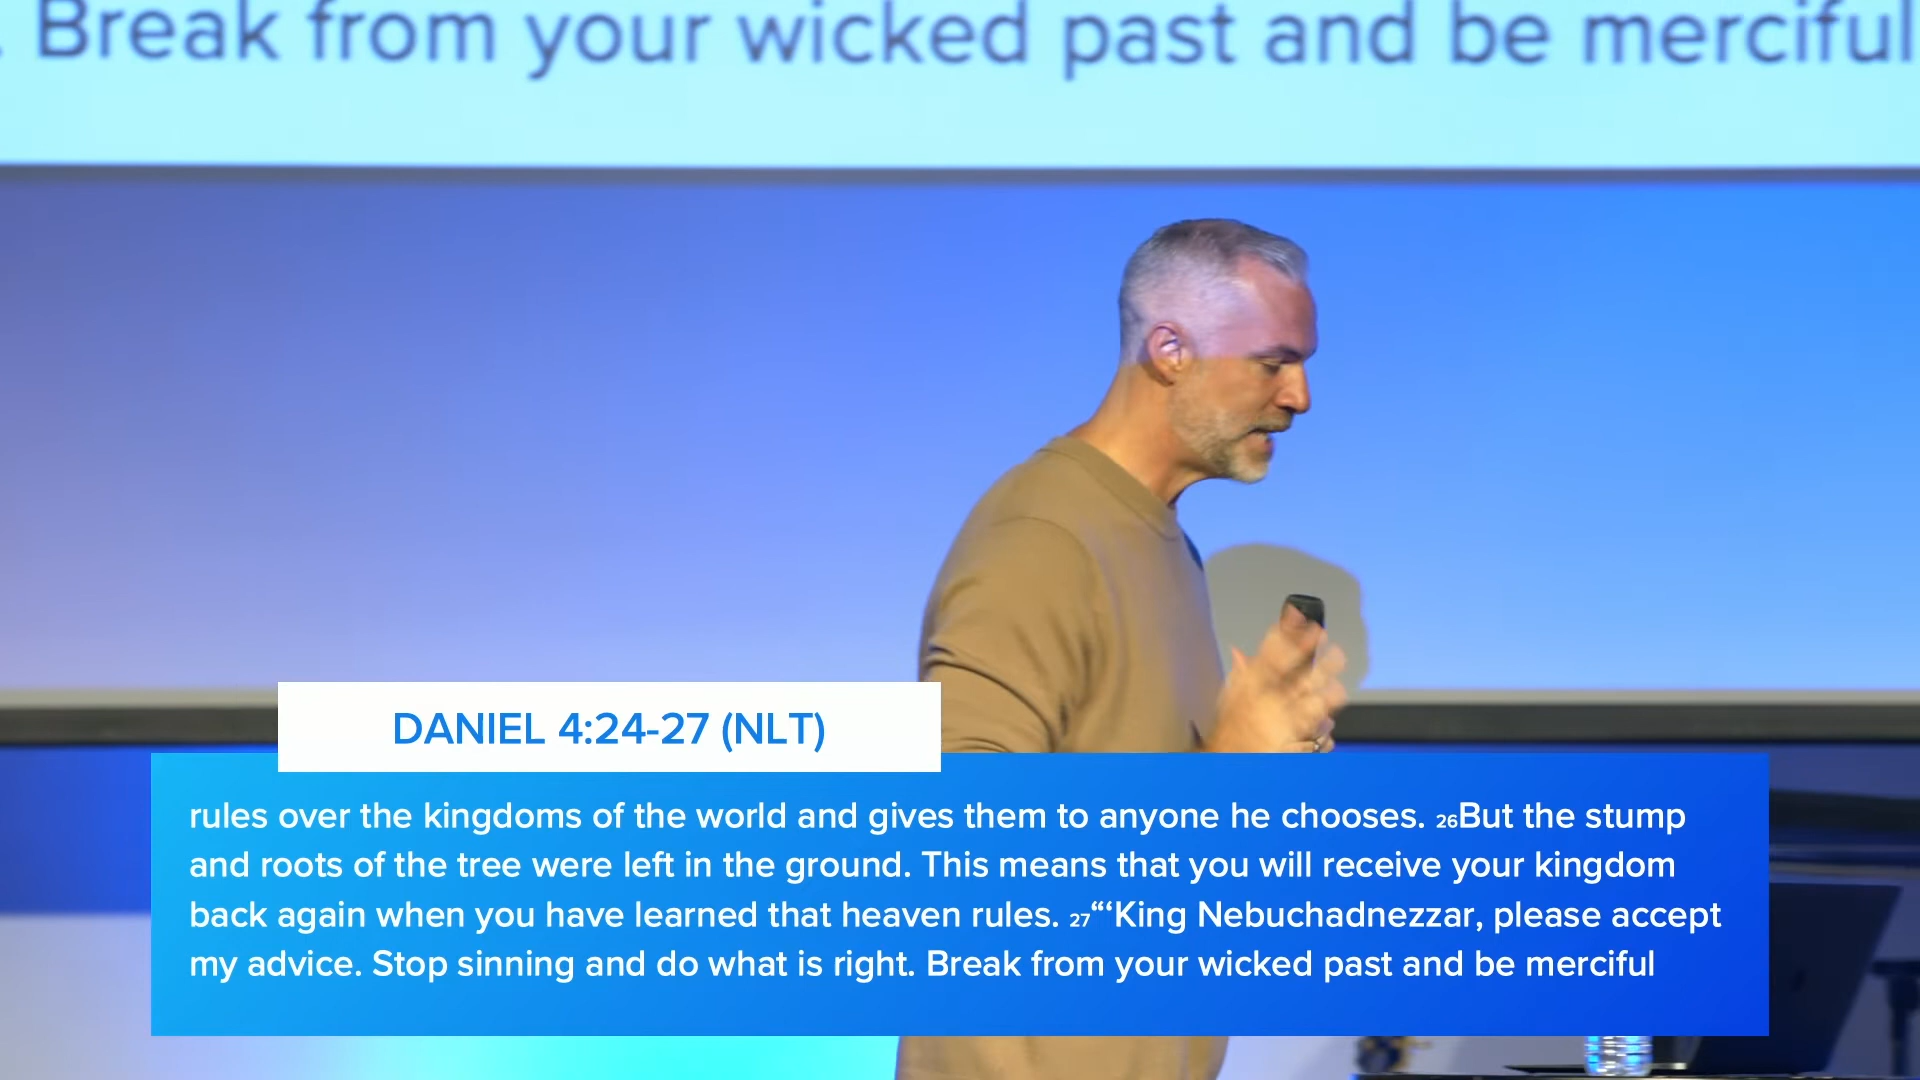 . Break from your wicked past and be merciful
DANIEL 4:24-27 (NLT)
rules over the kingdoms of the world and gives them to anyone he chooses. 26But the stump
and roots of the tree were left in the ground. This means that you will receive your kingdom
back again when you have learned that heaven rules. 27“‘King Nebuchadnezzar, please accept
my advice. Stop sinning and do what is right. Break from your wicked past and be merciful